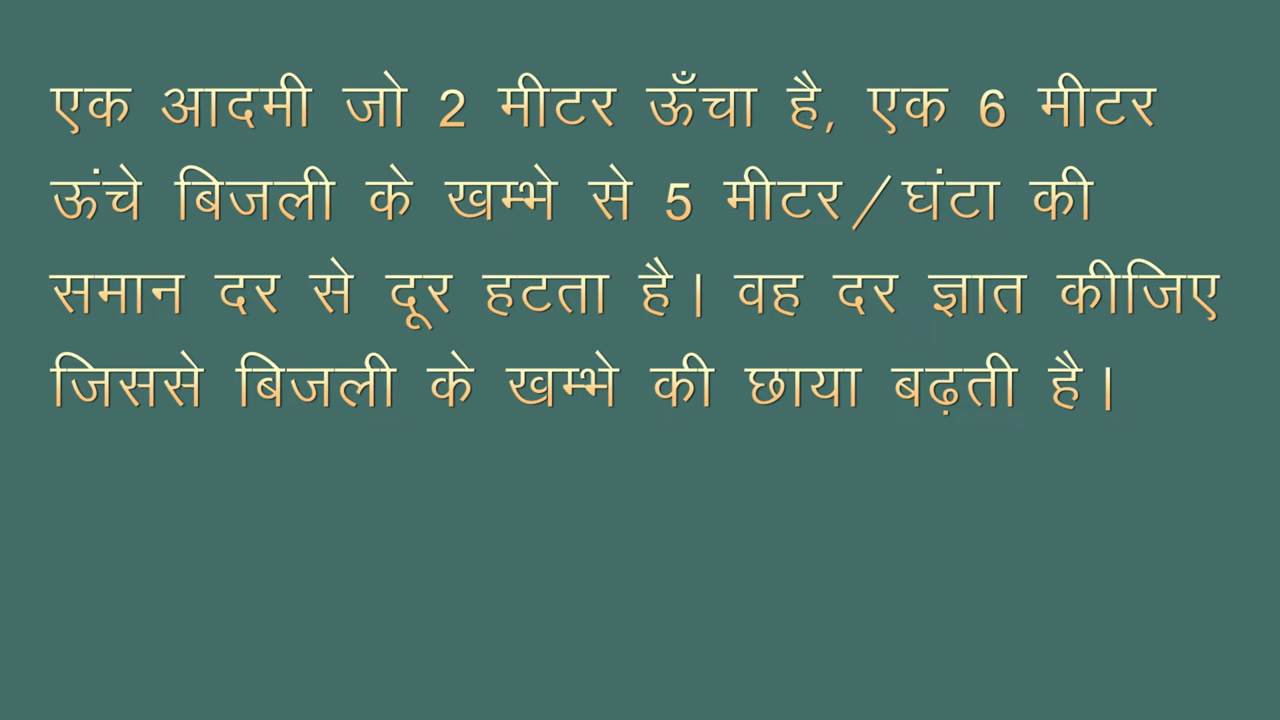 एक आदमी जो 2 मीटर ऊँचा है, एक 6 मीटर
ऊंचे बिजली के खम्भे से 5 मीटर/घंटा की
समान दर से दूर हटता है। वह दर ज्ञात कीजिए
जिससे बिजली के खम्भे की छाया बढ़ती है।